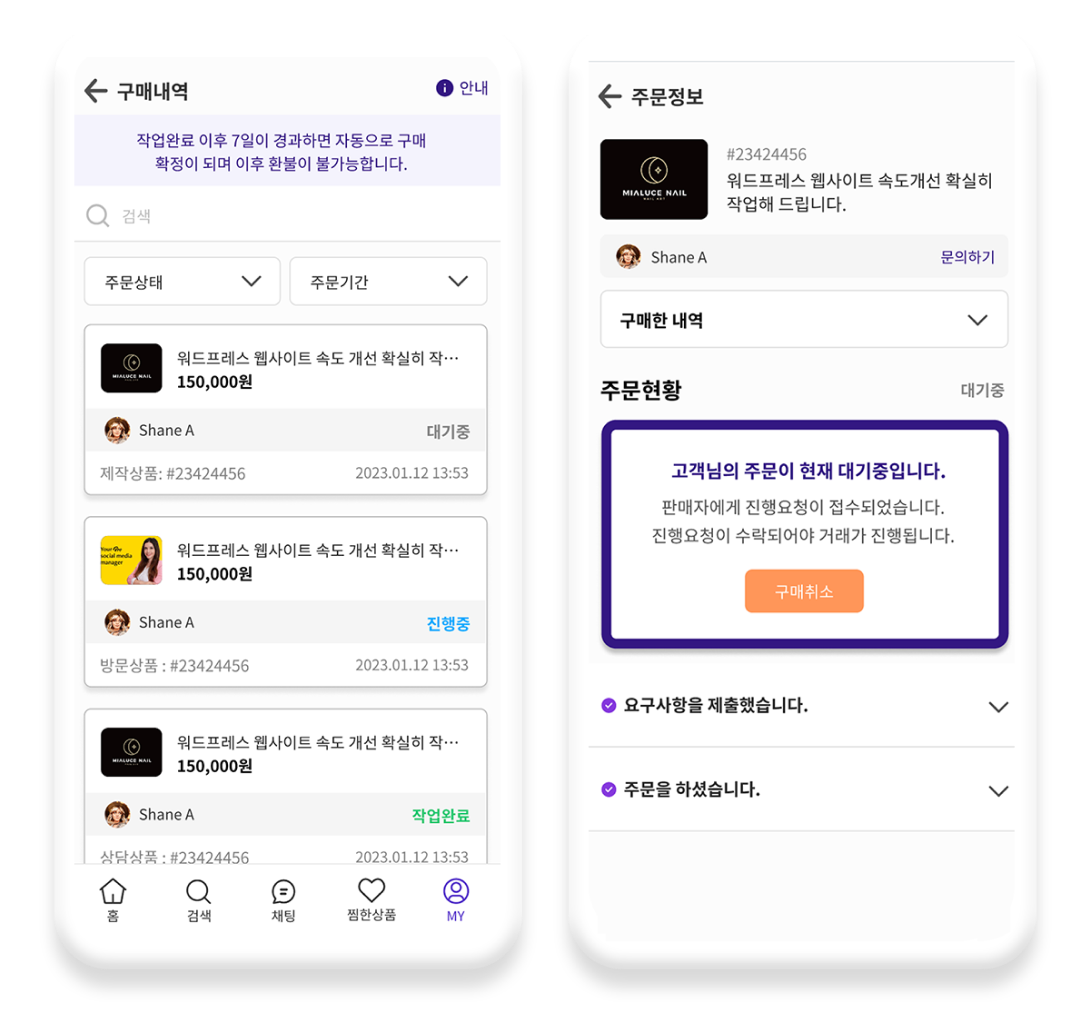 구매내역
안내
작업완료 이후 7일이 경과하면 자동으로 구매
확정이 되며 이후 환불이 불가능합니다.
검색
주문상태
주문기간
MIALUCE NAIL
워드프레스 웹사이트 속도 개선 확실히 작…
150,000원
Shane A
대기중
제작상품: #23424456
2023.01.12 13:53
social media
manager
워드프레스 웹사이트 속도 개선 확실히 작…
150,000원
Shane A
진행중
방문상품 : #23424456
2023.01.12 13:53
MIALUCE NAIL
워드프레스 웹사이트 속도 개선 확실히 작…
150,000원
Shane A
작업완료
상담상품 : #23424456
2023.01.12 13:53
홈
검색
채팅
찜한상품
MY
주문정보
MIALUCE NAIL
NAIL ART
#23424456
워드프레스 웹사이트 속도개선 확실히
작업해 드립니다.
Shane A
문의하기
구매한 내역
주문현황
대기중
고객님의 주문이 현재 대기중입니다.
판매자에게 진행요청이 접수되었습니다.
진행요청이 수락되어야 거래가 진행됩니다.
구매취소
요구사항을 제출했습니다.
주문을 하셨습니다.